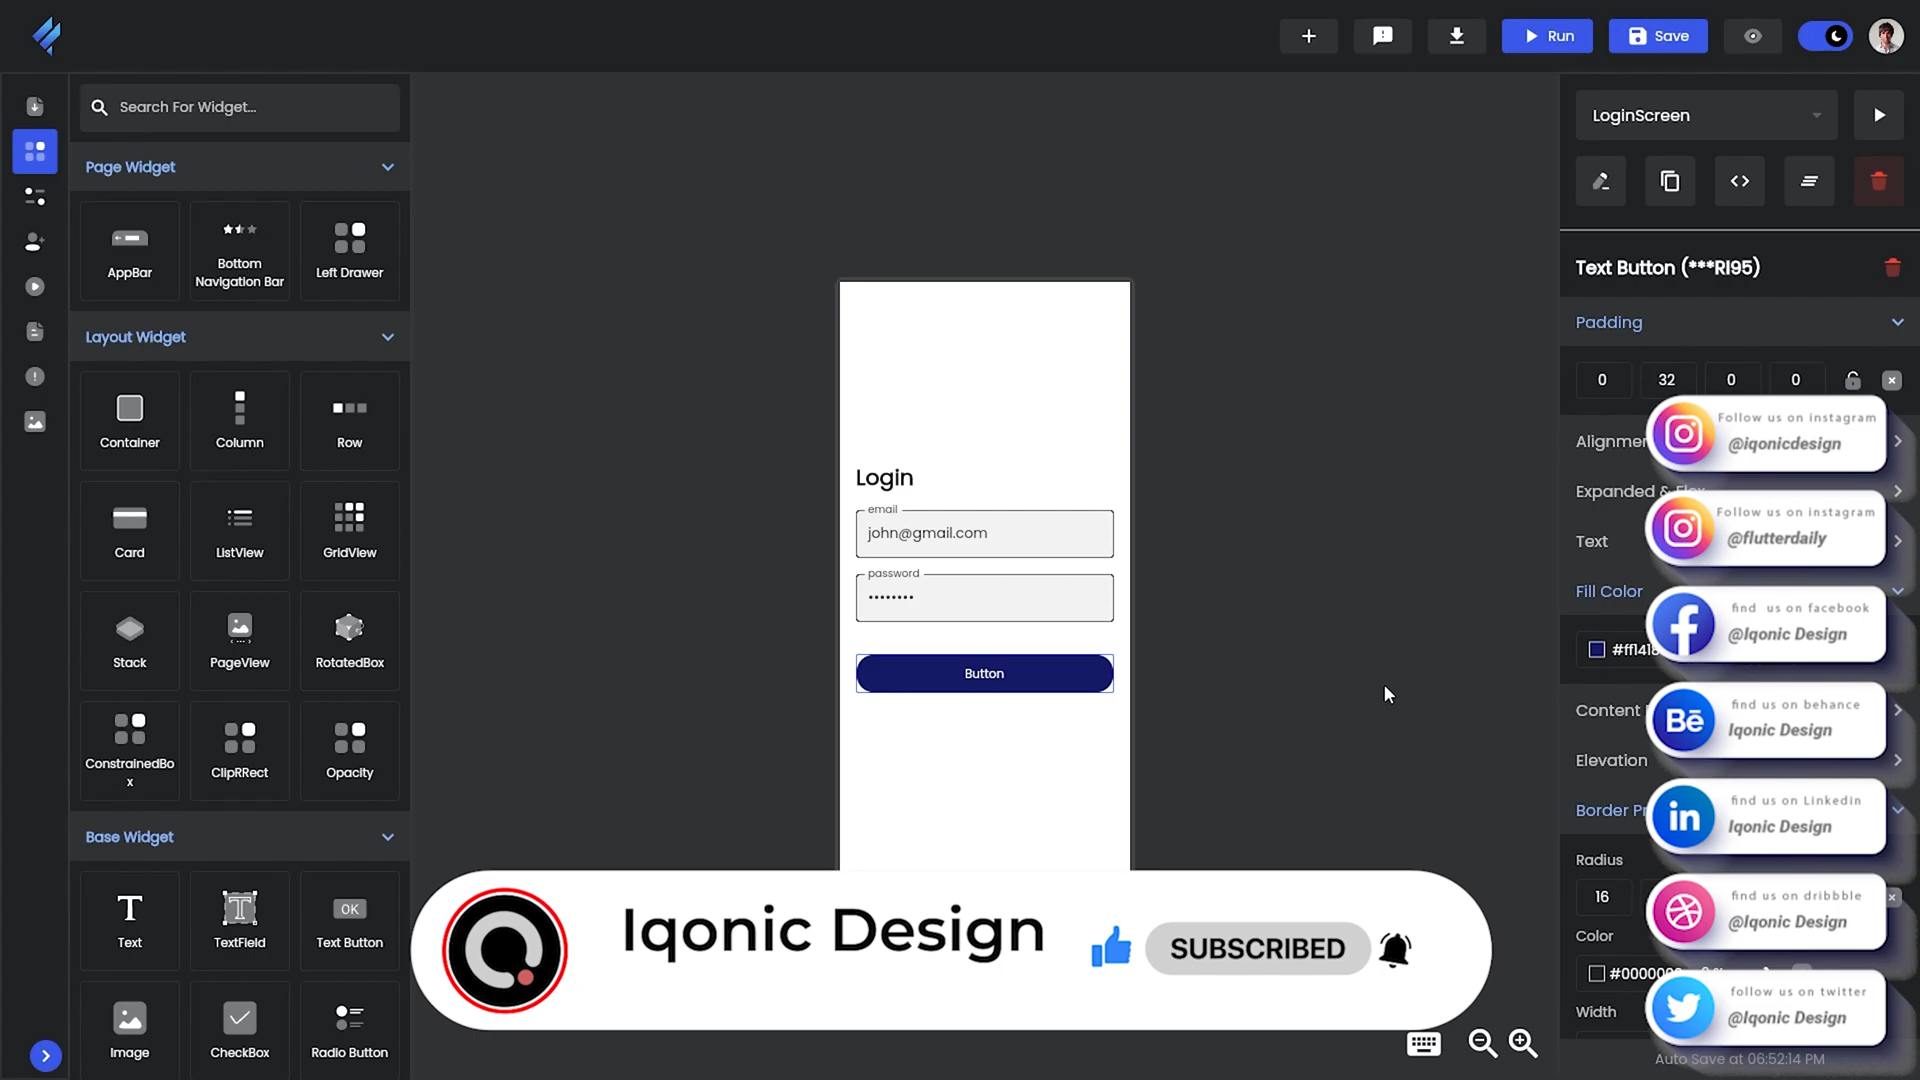 Run
Save
Search For Widget...
LoginScreen
Page Widget
AppBar
Bottom
Navigation Bar
Left Drawer
Text Button (***RI95)
Padding
0 32 0 0
Layout Widget
Container
Column
Row
Card
ListView
GridView
Stack
PageView
RotatedBox
ConstrainedBo
x
ClipRRect
Opacity
Base Widget
Text
TextField
OK
Text Button
Image
CheckBox
Radio Button
Login
email
john@gmail.com
password
••••••••
Button
Follow us on instagram
@iqonicdesign
Expanded &
Follow us on instagram
@flutterdaily
Text
Fill Color
find us on facebook
@Iqonic Design
Content
find us on behance
Bē
Iqonic Design
Elevation
Border
find us on Linkedin
in
Iqonic Design
Radius
16
find us on dribbble
@Iqonic Design
Color
Width
follow us on twitter
@Iqonic Design
Auto Save at 06:52:14 PM
Iqonic Design
SUBSCRIBED